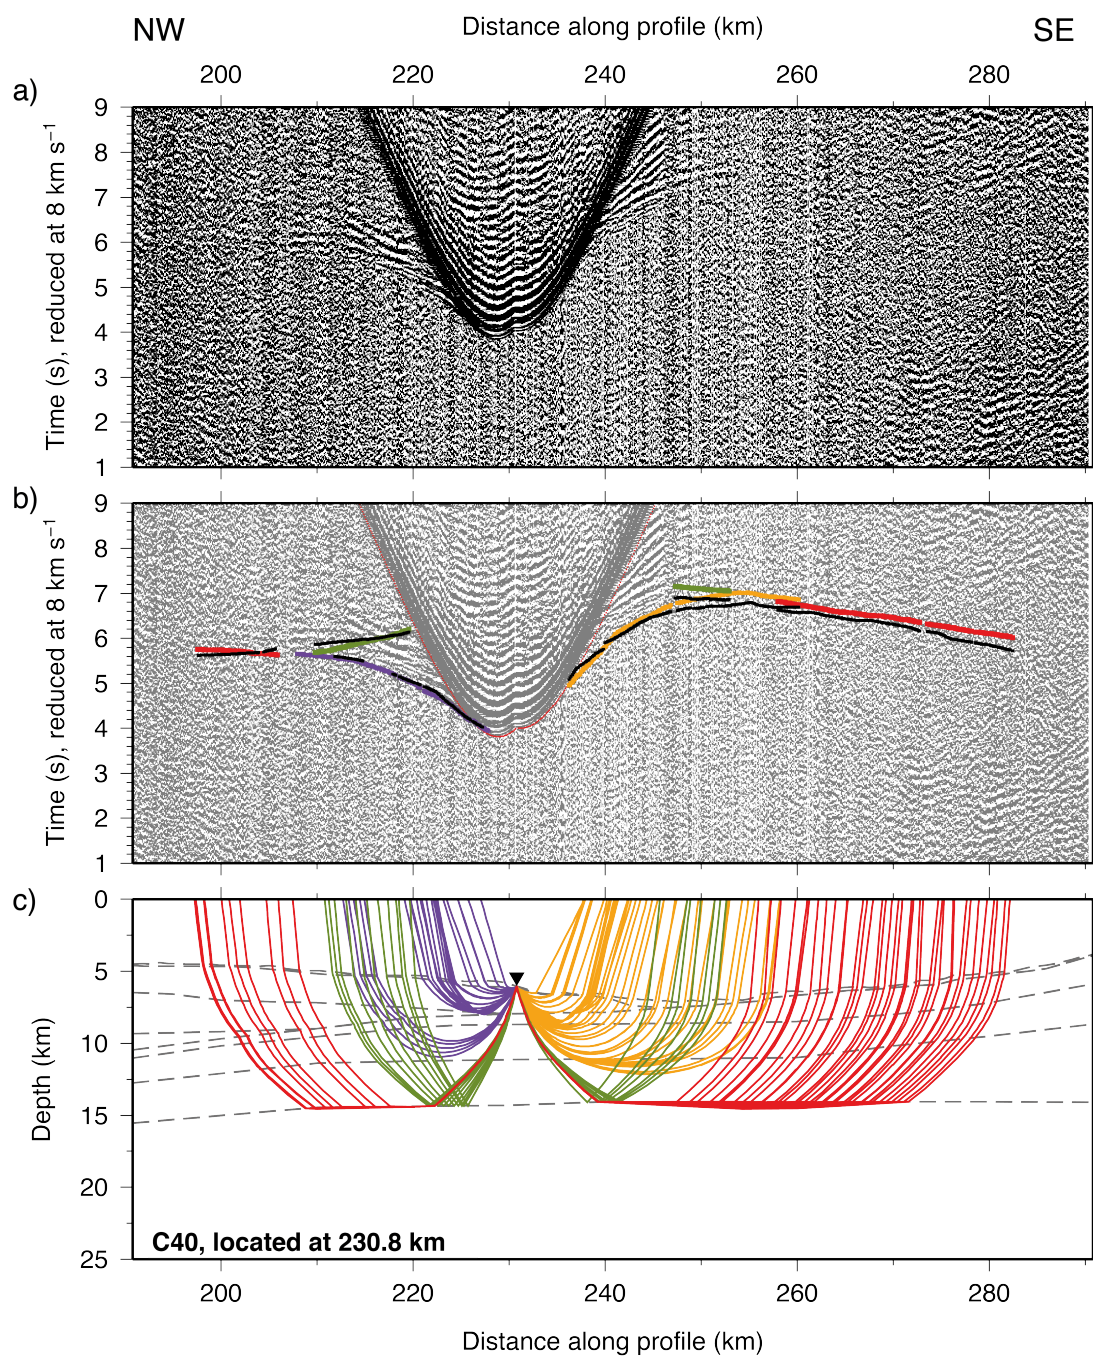 NW Distance along profile (km) SE
200 220 240 260 280
a)
9
8
7
6
5
4
3
2
1
Time (s), reduced at 8 km s⁻¹
b)
9
8
7
6
5
4
3
2
1
Time (s), reduced at 8 km s⁻¹
c)
0
5
10
15
20
25
Depth (km)
C40, located at 230.8 km
200 220 240 260 280
Distance along profile (km)